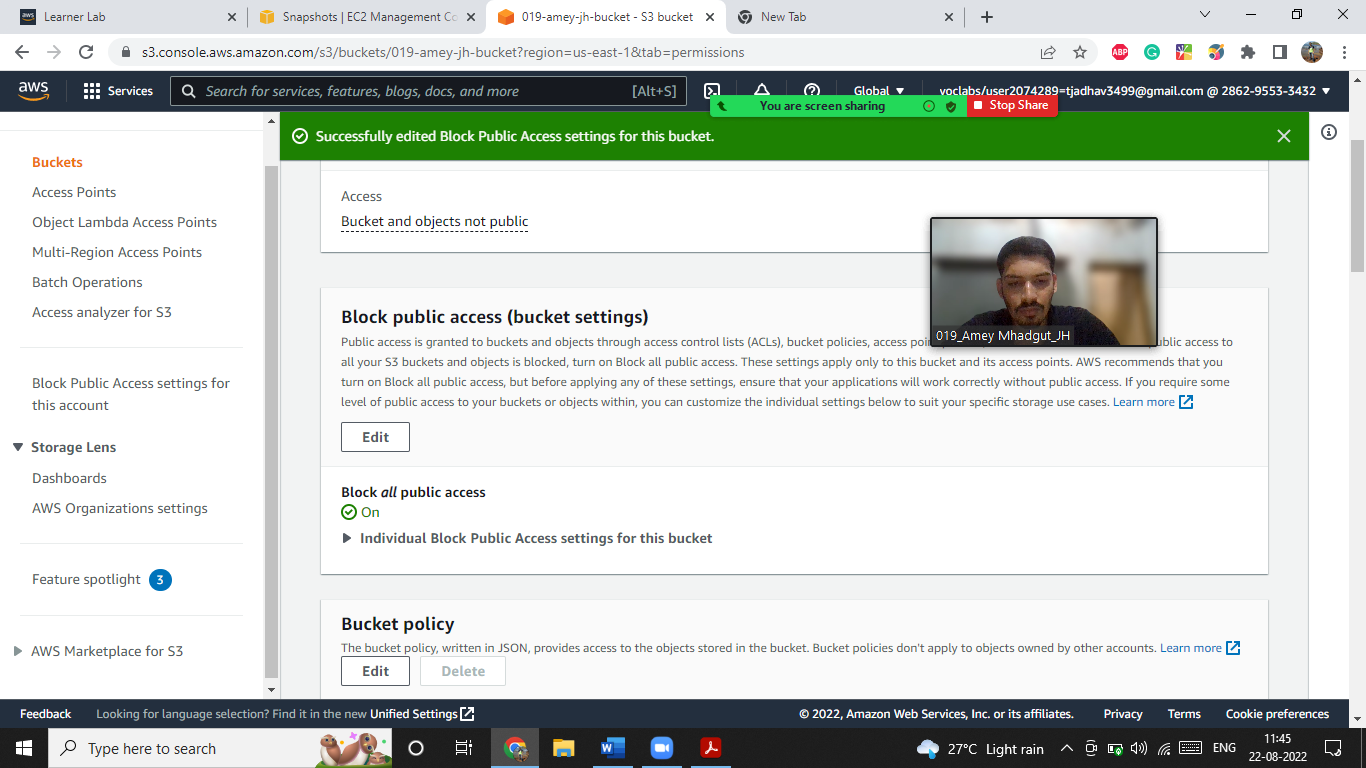 Learner Lab
Snapshots | EC2 Management Co
019-amey-jh-bucket - S3 bucket
New Tab
s3.console.aws.amazon.com/s3/buckets/019-amey-jh-bucket?region=us-east-1&tab=permissions
ABP
aws
Services
Search for services, features, blogs, docs, and more
[Alt+S]
Global
voclabs/user2074289=tjadhav3499@gmail.com @ 2862-9553-3432
You are screen sharing
Stop Share
Successfully edited Block Public Access settings for this bucket.
Buckets
Access Points
Object Lambda Access Points
Multi-Region Access Points
Batch Operations
Access analyzer for S3
Block Public Access settings for
this account
Storage Lens
Dashboards
AWS Organizations settings
Feature spotlight 3
AWS Marketplace for S3
Access
Bucket and objects not public
019_Amey Mhadgut_JH
Block public access (bucket settings)
Public access is granted to buckets and objects through access control lists (ACLs), bucket policies, access public access to
all your S3 buckets and objects is blocked, turn on Block all public access. These settings apply only to this bucket and its access points. AWS recommends that you
turn on Block all public access, but before applying any of these settings, ensure that your applications will work correctly without public access. If you require some
level of public access to your buckets or objects within, you can customize the individual settings below to suit your specific storage use cases. Learn more
Edit
Block all public access
On
Individual Block Public Access settings for this bucket
Bucket policy
The bucket policy, written in JSON, provides access to the objects stored in the bucket. Bucket policies don't apply to objects owned by other accounts. Learn more
Edit
Delete
Feedback
Looking for language selection? Find it in the new Unified Settings
© 2022, Amazon Web Services, Inc. or its affiliates.
Privacy
Terms
Cookie preferences
Type here to search
27°C Light rain
ENG
11:45
22-08-2022